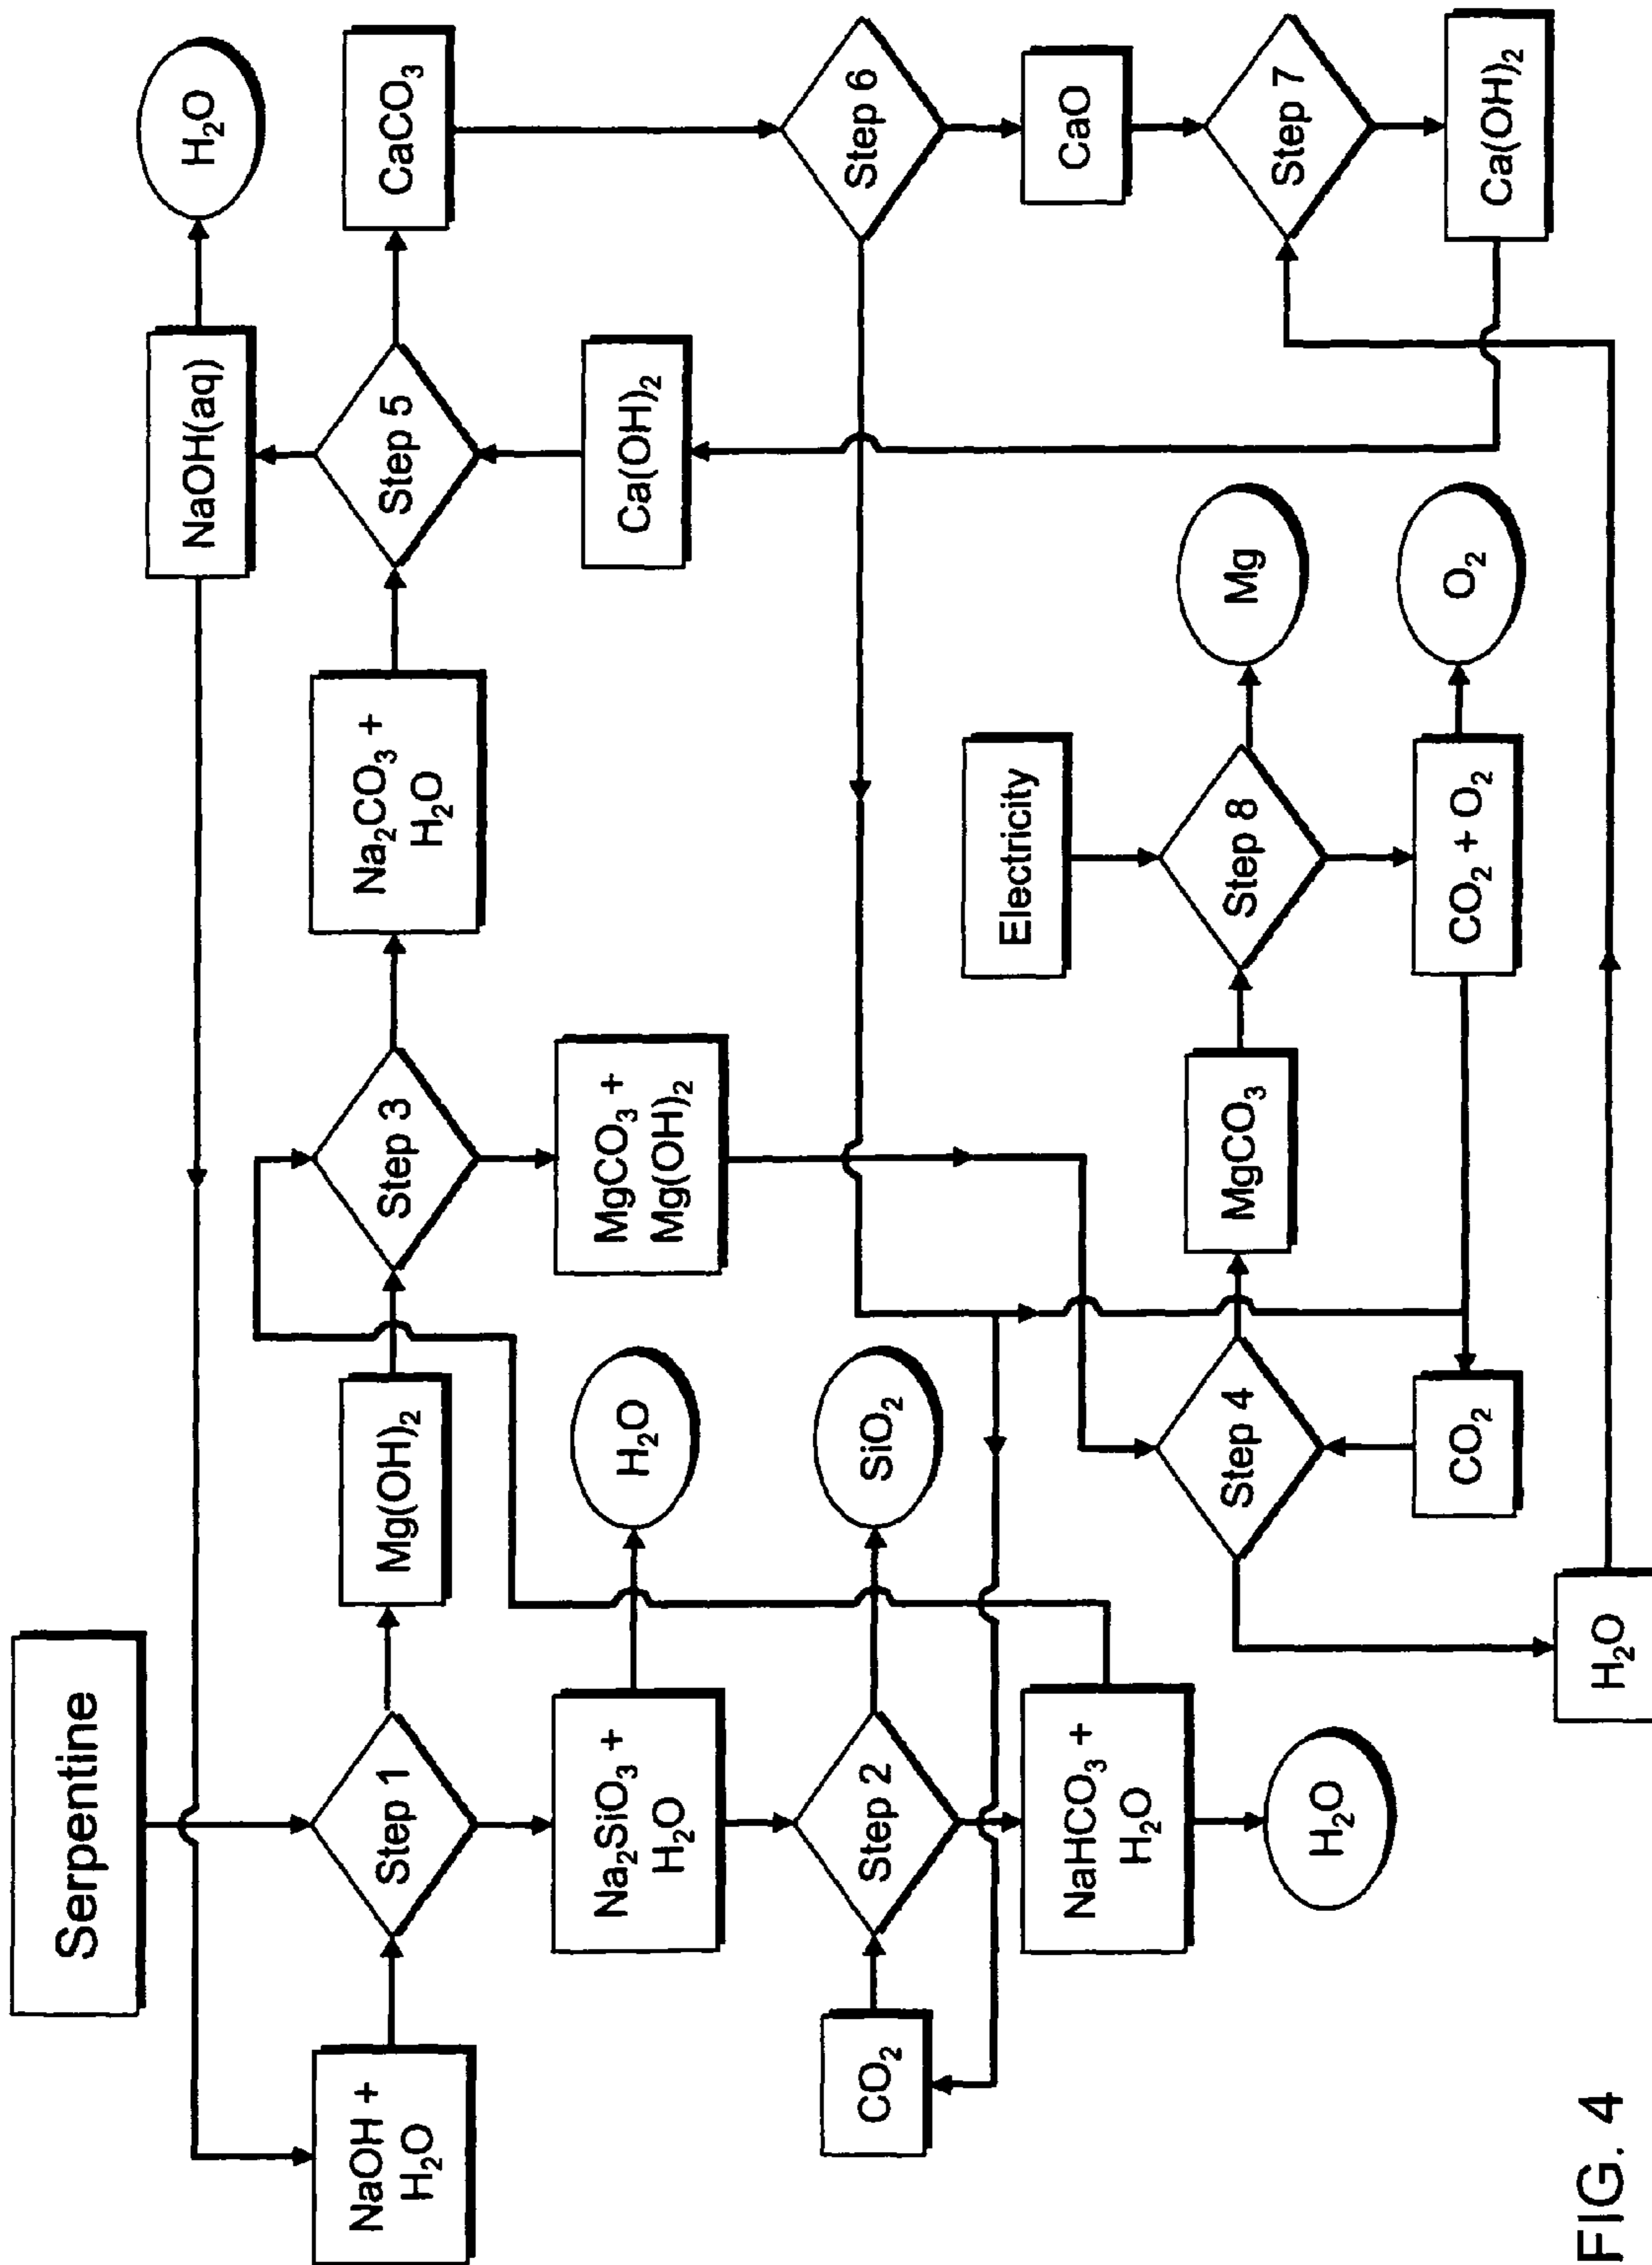 Serpentine
NaOH +
H₂O
Step 1
Mg(OH)₂
Step 3
Na₂CO₃ +
H₂O
Step 5
NaOH(aq)
H₂O
CaCO₃
Na₂SiO₃ +
H₂O
H₂O
MgCO₃ +
Mg(OH)₂
Ca(OH)₂
CO₂
Step 2
SiO₂
Step 6
NaHCO₃ +
H₂O
H₂O
Electricity
CaO
Step 4
MgCO₃
Step 8
Mg
Step 7
CO₂
CO₂ + O₂
O₂
Ca(OH)₂
H₂O
FIG. 4